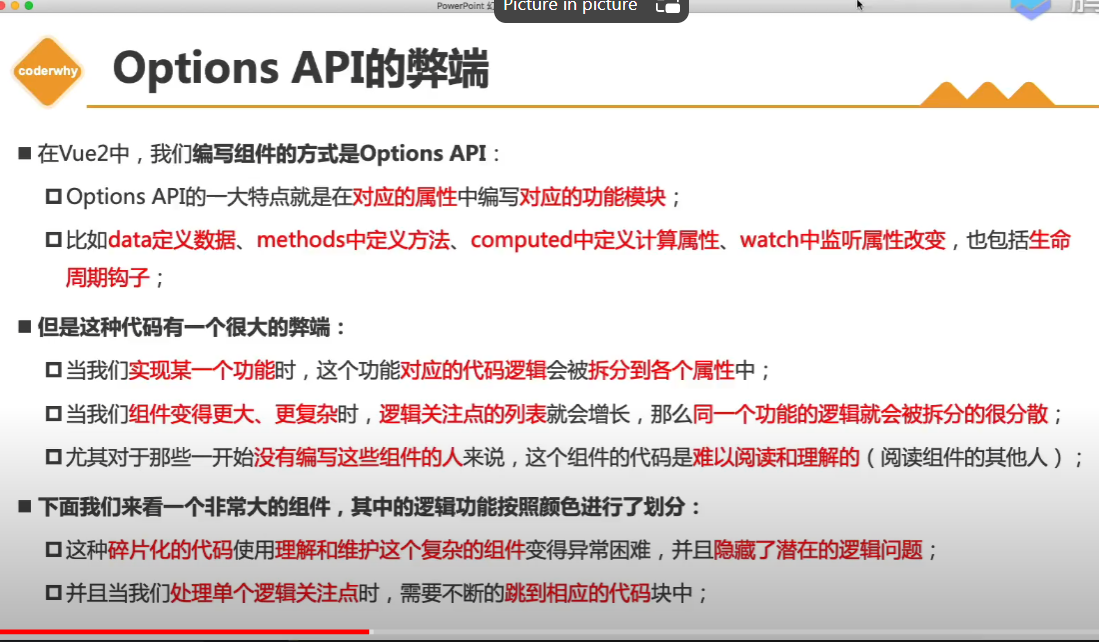 PowerPoint 幻
Picture in picture
coderwhy
Options API的弊端
在Vue2中，我们编写组件的方式是Options API：
Options API的一大特点就是在对应的属性中编写对应的功能模块；
比如data定义数据、methods中定义方法、computed中定义计算属性、watch中监听属性改变，也包括生命
周期钩子；
但是这种代码有一个很大的弊端：
当我们实现某一个功能时，这个功能对应的代码逻辑会被拆分到各个属性中；
当我们组件变得更大、更复杂时，逻辑关注点的列表就会增长，那么同一个功能的逻辑就会被拆分的很分散；
尤其对于那些一开始没有编写这些组件的人来说，这个组件的代码是难以阅读和理解的（阅读组件的其他人）；
下面我们来看一个非常大的组件，其中的逻辑功能按照颜色进行了划分：
这种碎片化的代码使用理解和维护这个复杂的组件变得异常困难，并且隐藏了潜在的逻辑问题；
并且当我们处理单个逻辑关注点时，需要不断的跳到相应的代码块中；